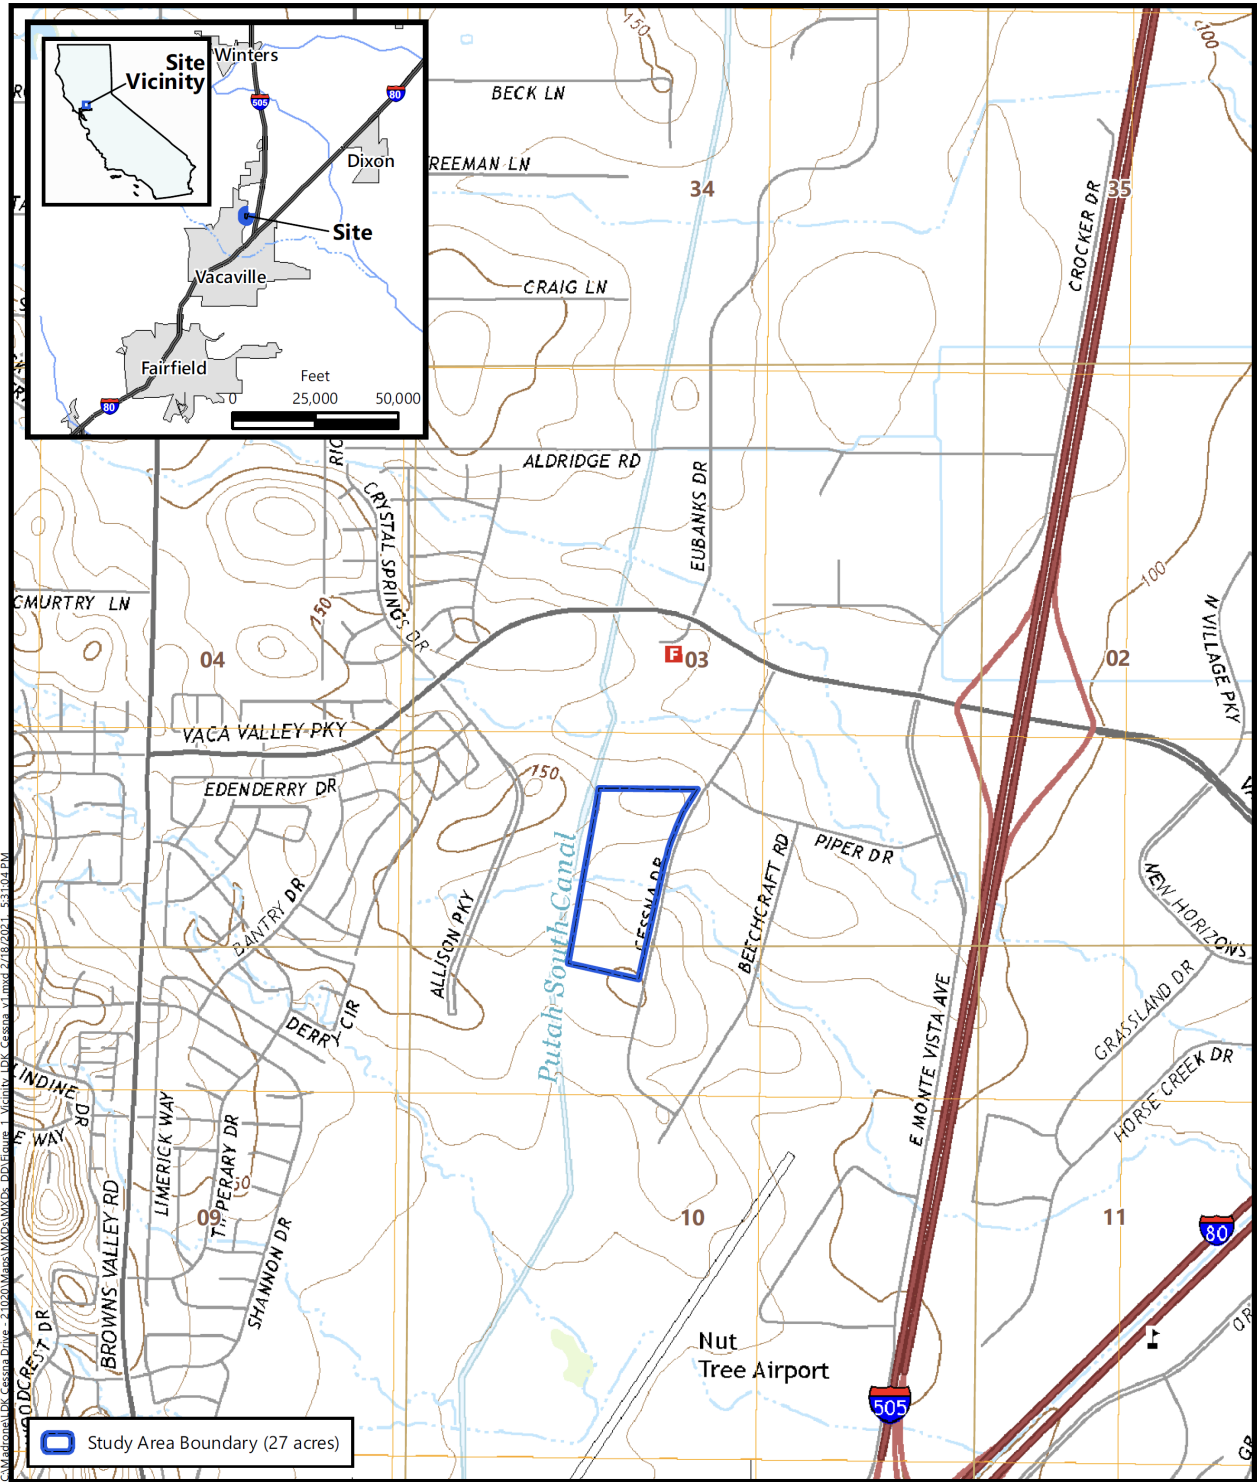 Site
Vicinity
Winters
505
80
Dixon
Site
Vacaville
Fairfield
80
Feet
0 25,000 50,000
150
100
BECK LN
34
35
CROCKER DR
CRAIG LN
ALDRIDGE RD
EUBANKS DR
CRYSTAL SPRINGS DR
150
100
04
F 03
02
N VILLAGE PKY
VACA VALLEY PKY
EDENDERRY DR
150
Putah South Canal
CESSNA DR
PIPER DR
BEECHCRAFT RD
ALLISON PKY
BANTRY DR
NEW HORIZONS
GRASSLAND DR
HORSE CREEK DR
DERRY CIR
E MONTE VISTA AVE
LIMERICK WAY
TIPPERARY DR
SHANNON DR
BROWNS VALLEY RD
09
10
11
80
505
Nut
Tree Airport
Study Area Boundary (27 acres)